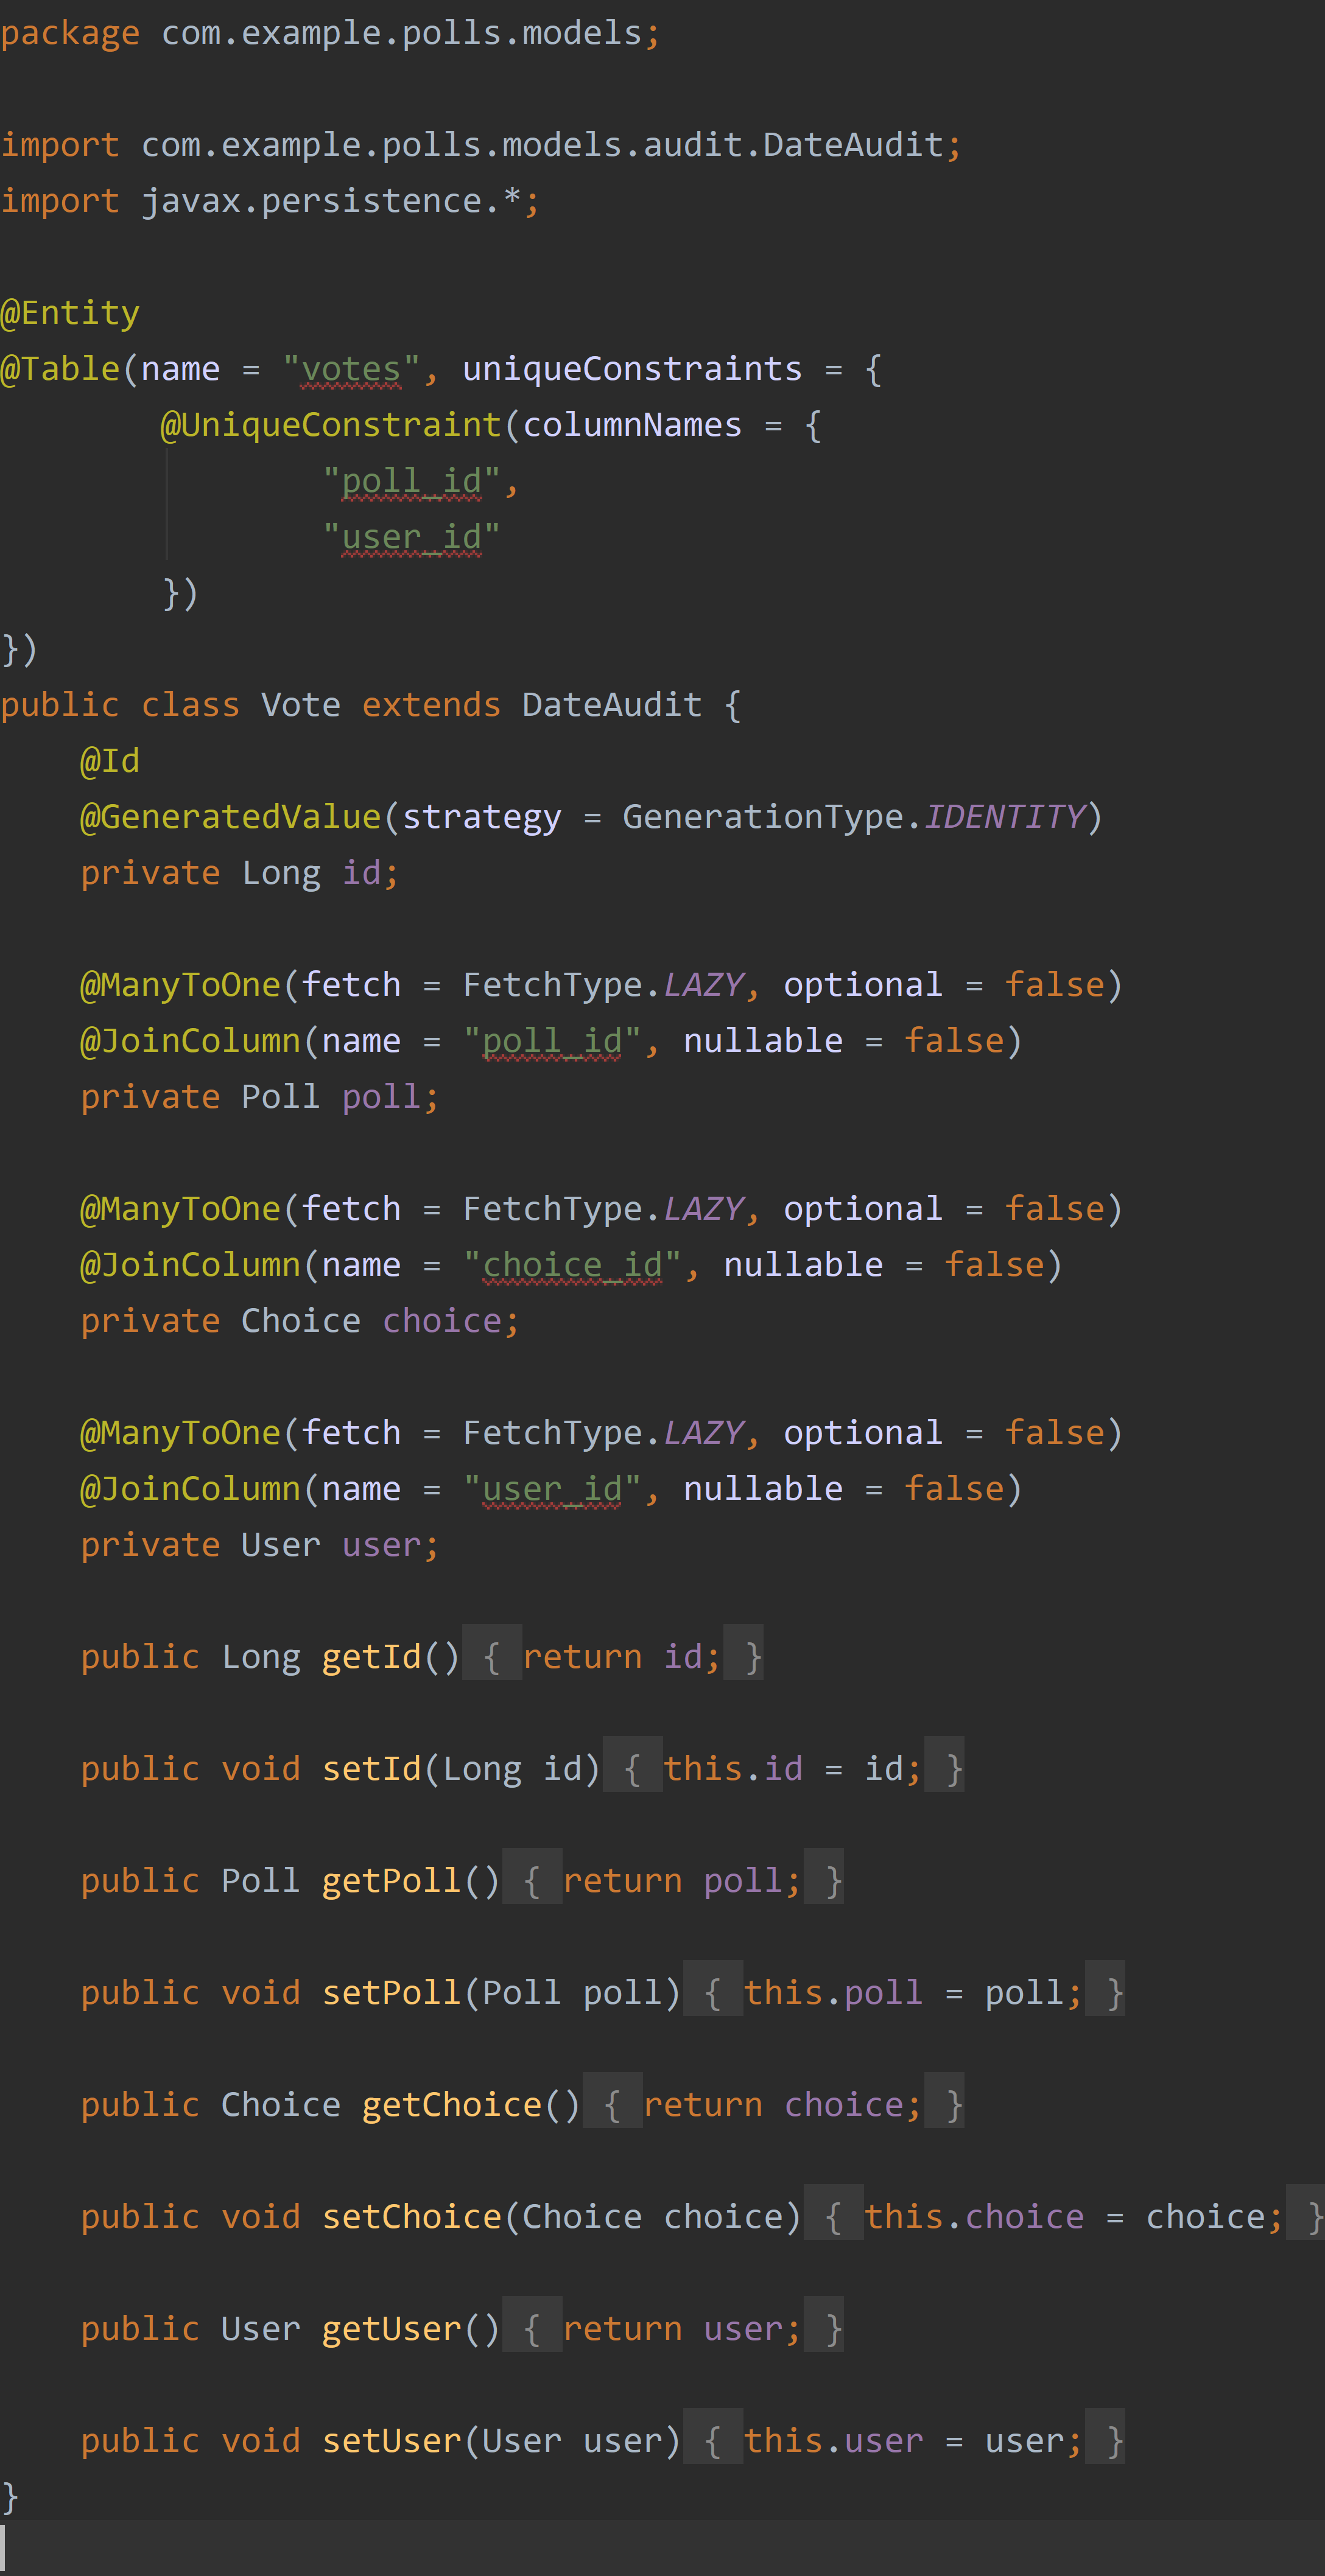 package com.example.polls.models;
import com.example.polls.models.audit.DateAudit;
import javax.persistence.*;
@Entity
@Table(name = "votes", uniqueConstraints = {
@UniqueConstraint(columnNames = {
"poll_id",
"user_id"
})
})
public class Vote extends DateAudit {
@Id
@GeneratedValue(strategy = GenerationType.IDENTITY)
private Long id;
@ManyToOne(fetch = FetchType.LAZY, optional = false)
@JoinColumn(name = "poll_id", nullable = false)
private Poll poll;
@ManyToOne(fetch = FetchType.LAZY, optional = false)
@JoinColumn(name = "choice_id", nullable = false)
private Choice choice;
@ManyToOne(fetch = FetchType.LAZY, optional = false)
@JoinColumn(name = "user_id", nullable = false)
private User user;
public Long getId() { return id; }
public void setId(Long id) { this.id = id; }
public Poll getPoll() { return poll; }
public void setPoll(Poll poll) { this.poll = poll; }
public Choice getChoice() { return choice; }
public void setChoice(Choice choice) { this.choice = choice; }
public User getUser() { return user; }
public void setUser(User user) { this.user = user; }
}